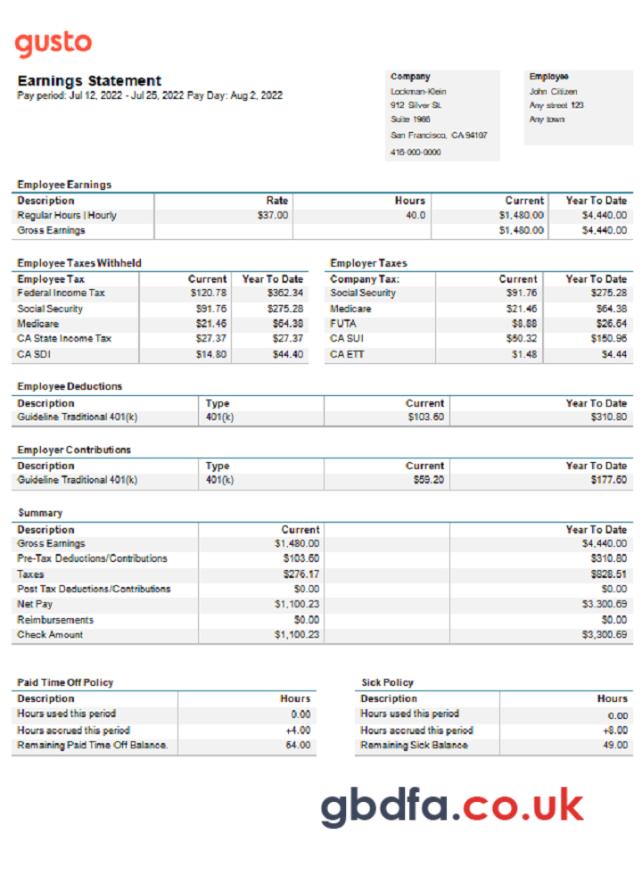 gusto
Earnings Statement
Pay period: Jul 12, 2022 - Jul 25, 2022 Pay Day: Aug 2, 2022
Company
Lockman-Klein
912 Silver St.
Suite 1966
San Francisco, CA 94107
415-000-0000
Employee
John Citizen
Any street 123
Any town
Employee Earnings
Description Rate Hours Current Year To Date
Regular Hours | Hourly $37.00 40.0 $1,480.00 $4,440.00
Gross Earnings $1,480.00 $4,440.00
Employee Taxes Withheld
Employee Tax Current Year To Date
Federal Income Tax $120.78 $362.34
Social Security $91.76 $275.28
Medicare $21.46 $64.38
CA State Income Tax $27.37 $27.37
CA SDI $14.80 $44.40
Employer Taxes
Company Tax: Current Year To Date
Social Security $91.76 $275.28
Medicare $21.46 $64.38
FUTA $8.88 $26.64
CA SUI $50.32 $150.96
CA ETT $1.48 $4.44
Employee Deductions
Description Type Current Year To Date
Guideline Traditional 401(k) 401(k) $103.60 $310.80
Employer Contributions
Description Type Current Year To Date
Guideline Traditional 401(k) 401(k) $59.20 $177.60
Summary
Description Current Year To Date
Gross Earnings $1,480.00 $4,440.00
Pre-Tax Deductions/Contributions $103.60 $310.80
Taxes $276.17 $828.51
Post Tax Deductions/Contributions $0.00 $0.00
Net Pay $1,100.23 $3.300.69
Reimbursements $0.00 $0.00
Check Amount $1,100.23 $3,300.69
Paid Time Off Policy
Description Hours
Hours used this period 0.00
Hours accrued this period +4.00
Remaining Paid Time Off Balance. 64.00
Sick Policy
Description Hours
Hours used this period 0.00
Hours accrued this period +8.00
Remaining Sick Balance 49.00
gbdfa.co.uk